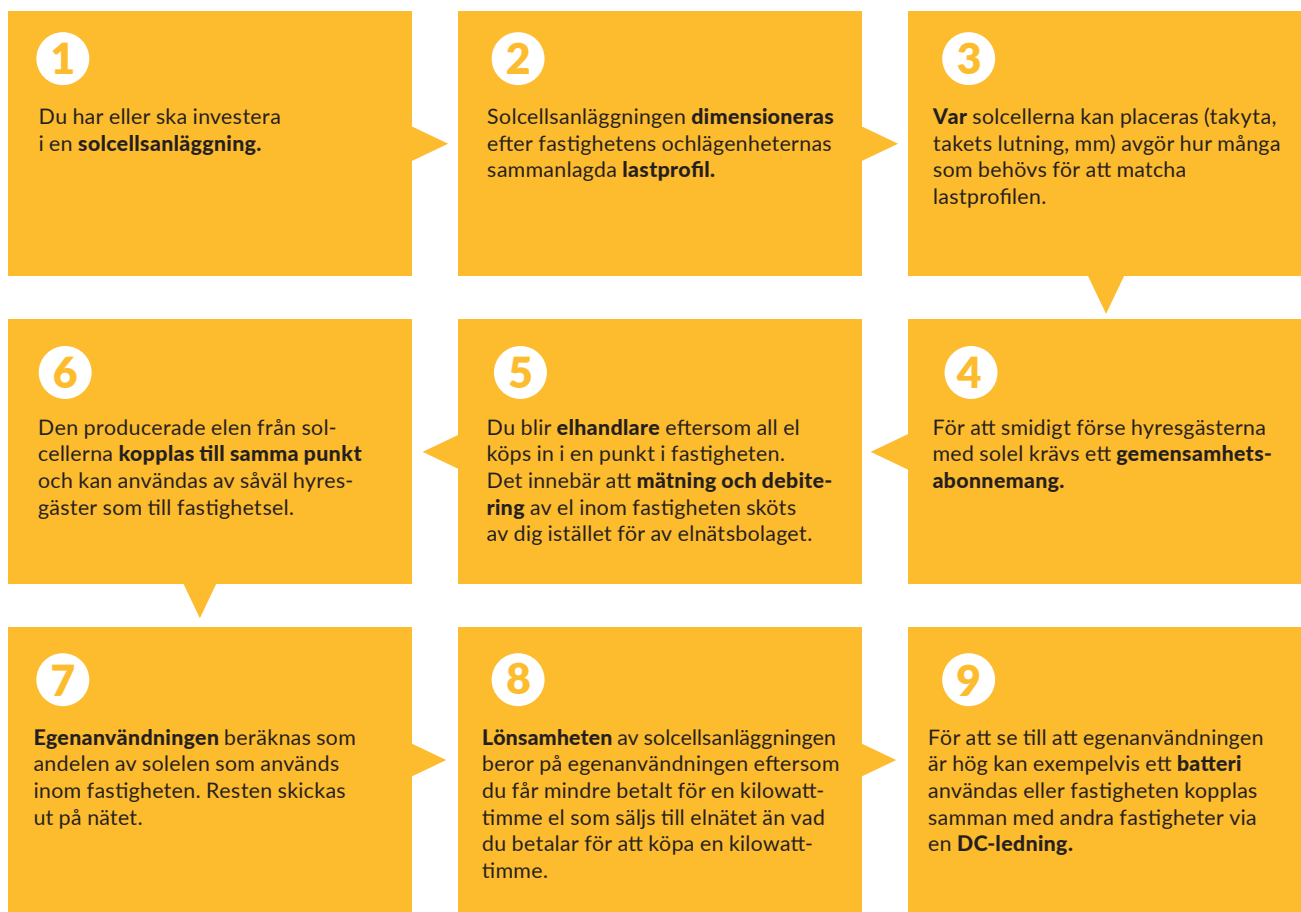 1
Du har eller ska investera
i en solcellsanläggning.
2
Solcellsanläggningen dimensioneras
efter fastighetens ochlägenheternas
sammanlagda lastprofil.
3
Var solcellerna kan placeras (takyta,
takets lutning, mm) avgör hur många
som behövs för att matcha
lastprofilen.
4
För att smidigt förse hyresgästerna
med solel krävs ett gemensamhets-
abonnemang.
5
Du blir elhandlare eftersom all el
köps in i en punkt i fastigheten.
Det innebär att mätning och debite-
ring av el inom fastigheten sköts
av dig istället för av elnätsbolaget.
6
Den producerade elen från sol-
cellerna kopplas till samma punkt
och kan användas av såväl hyres-
gäster som till fastighetsel.
7
Egenanvändningen beräknas som
andelen av solelen som används
inom fastigheten. Resten skickas
ut på nätet.
8
Lönsamheten av solcellsanläggningen
beror på egenanvändningen eftersom
du får mindre betalt för en kilowatt-
timme el som säljs till elnätet än vad
du betalar för att köpa en kilowatt-
timme.
9
För att se till att egenanvändningen
är hög kan exempelvis ett batteri
användas eller fastigheten kopplas
samman med andra fastigheter via
en DC-ledning.